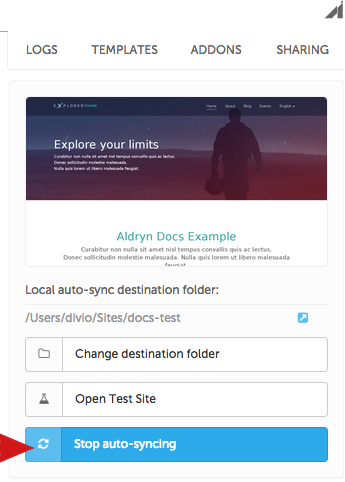 LOGS TEMPLATES ADDONS SHARING
EXPLORER THEME Home About Blog Events English
Explore your limits
Curabitur non nulla sit amet nisl tempus convallis quis ac lectus
Donec sollicitudin molestie malesuada.
Nulla quis lorem ut libero malesuada feugiat.
Aldryn Docs Example
Curabitur non nulla sit amet nisl tempus convallis quis ac lectus.
Donec sollicitudin molestie malesuada. Nulla quis lorem ut libero malesuada
feugiat.
Local auto-sync destination folder:
/Users/divio/Sites/docs-test
Change destination folder
Open Test Site
Stop auto-syncing